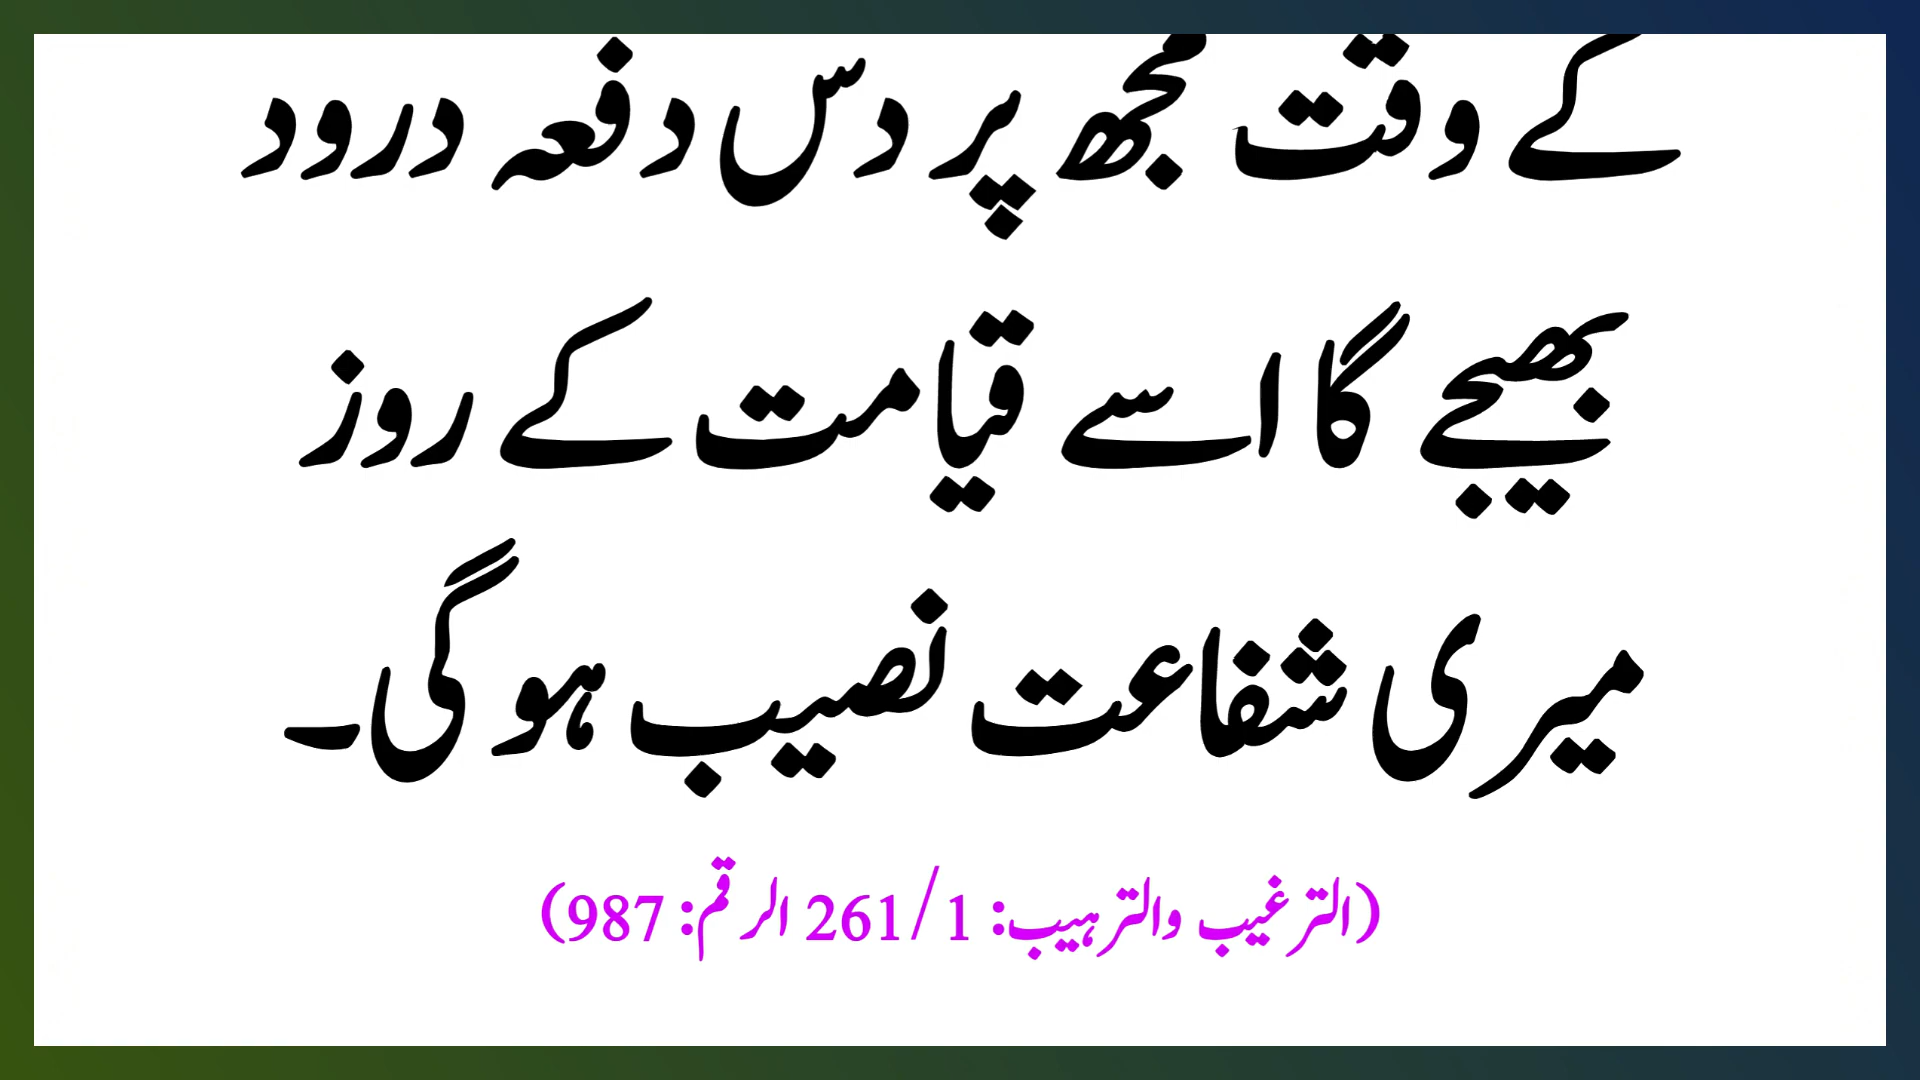 کے وقت مجھ پر دس دفعہ درود
بھیجے گا اسے قیامت کے روز
میری شفاعت نصیب ہو گی۔
(الترغیب والترہیب: 1/261 الرقم: 987)